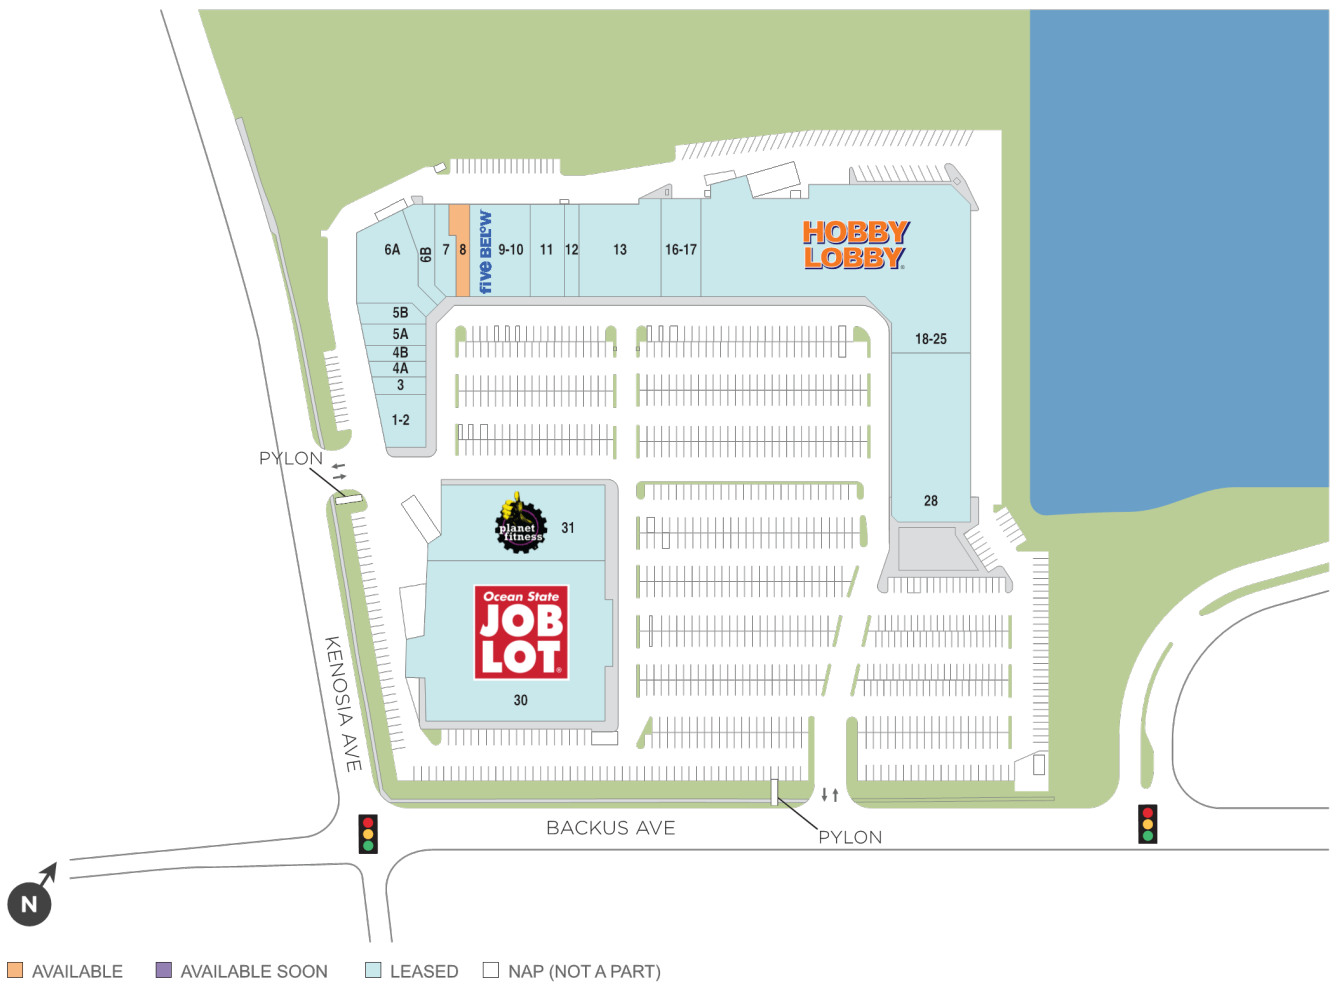 HOBBY
LOBBY
6A
6B
7
8
five BEL°W
9-10
11
12
13
16-17
5B
5A
4B
4A
3
1-2
18-25
28
PYLON
planet
fitness
31
Ocean State
JOB
LOT
30
KENOSIA AVE
BACKUS AVE
PYLON
N
AVAILABLE
AVAILABLE SOON
LEASED
NAP (NOT A PART)